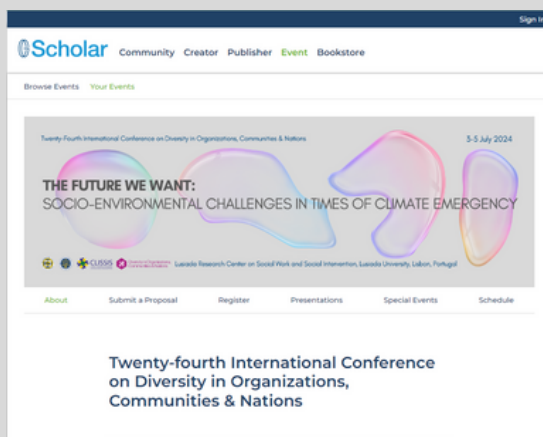 Sign In
Scholar Community Creator Publisher Event Bookstore
Browse Events Your Events
Twenty-Fourth International Conference on Diversity in Organizations, Communities & Nations 3-5 July 2024
THE FUTURE WE WANT:
SOCIO-ENVIRONMENTAL CHALLENGES IN TIMES OF CLIMATE EMERGENCY
CLISSIS Lusiada Research Center on Social Work and Social Intervention, Lusiada University, Lisbon, Portugal
About Submit a Proposal Register Presentations Special Events Schedule
Twenty-fourth International Conference
on Diversity in Organizations,
Communities & Nations